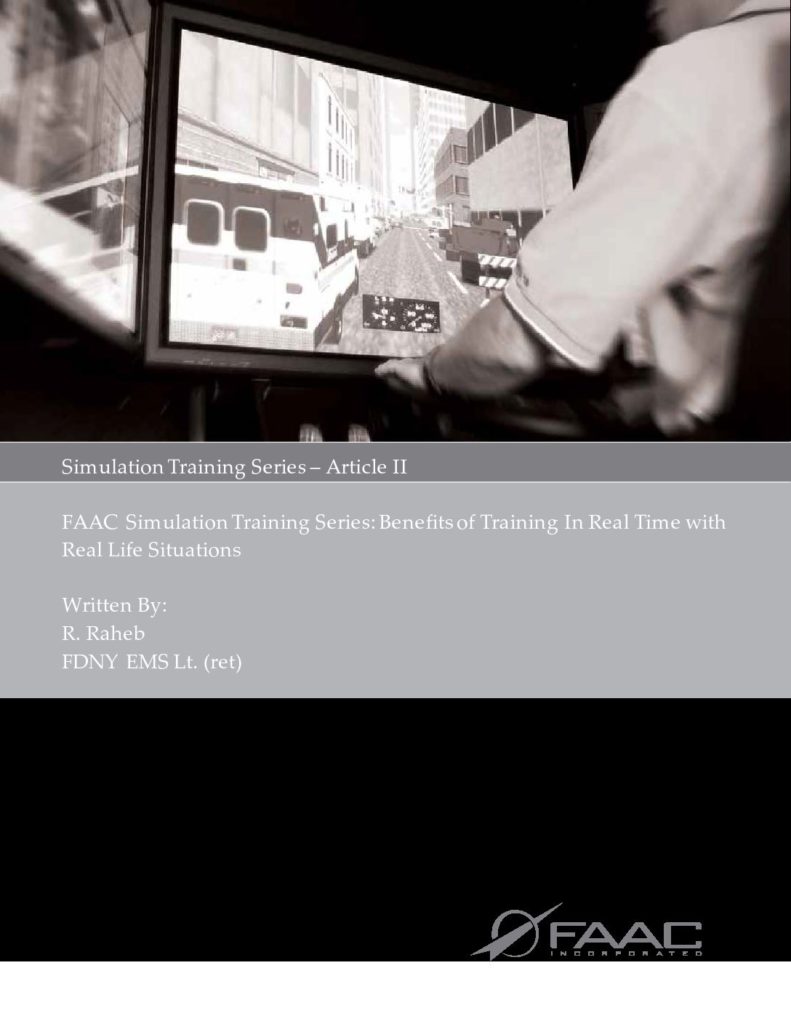 Simulation Training Series – Article II
FAAC Simulation Training Series: Benefits of Training In Real Time with
Real Life Situations
Written By:
R. Raheb
FDNY EMS Lt. (ret)
FAAC
INCORPORATED